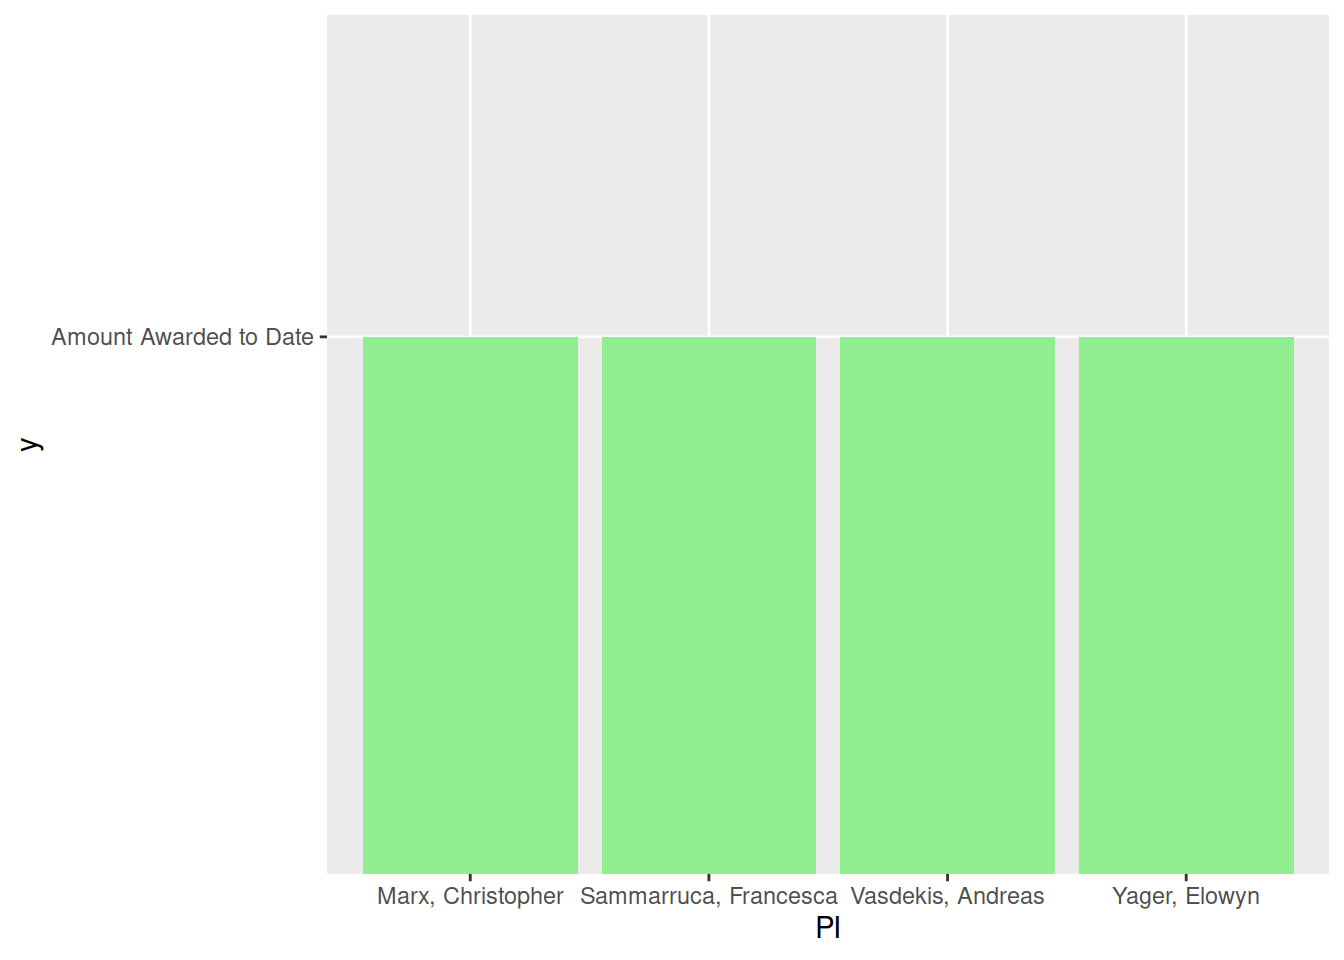 Amount Awarded to Date
y
Marx, Christopher
Sammarruca, Francesca
Vasdekis, Andreas
Yager, Elowyn
PI